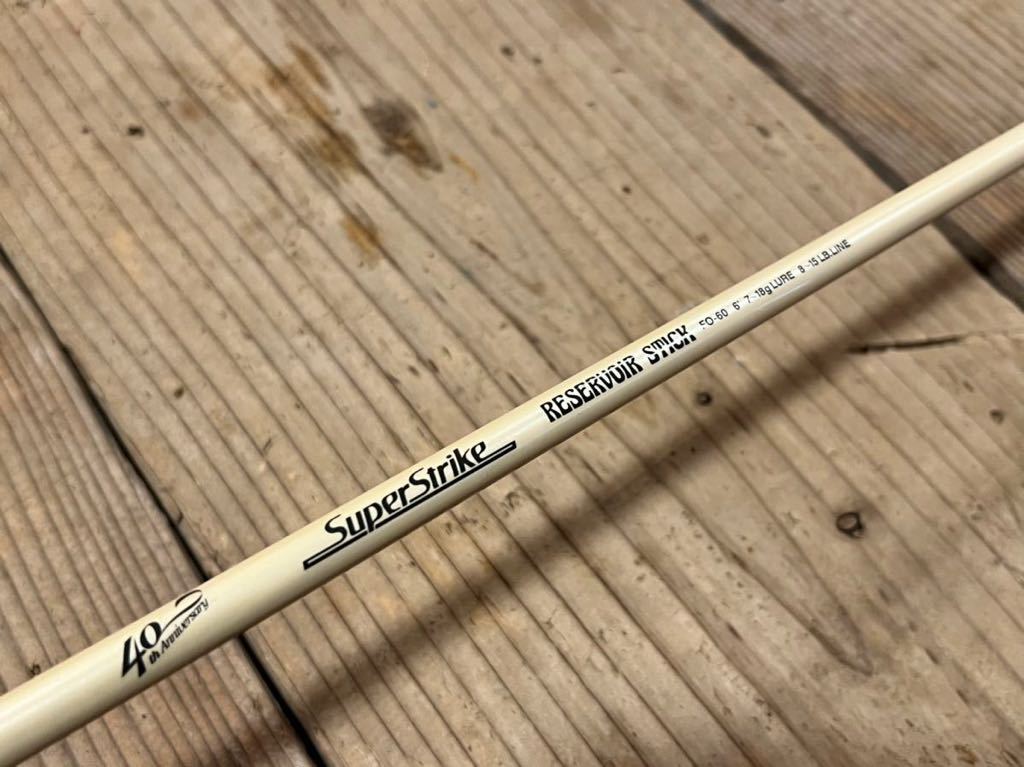 40th Anniversary
SuperStrike
RESERVOIR STICK FO-60 6' 7~18g LURE 8~15 LB.LINE